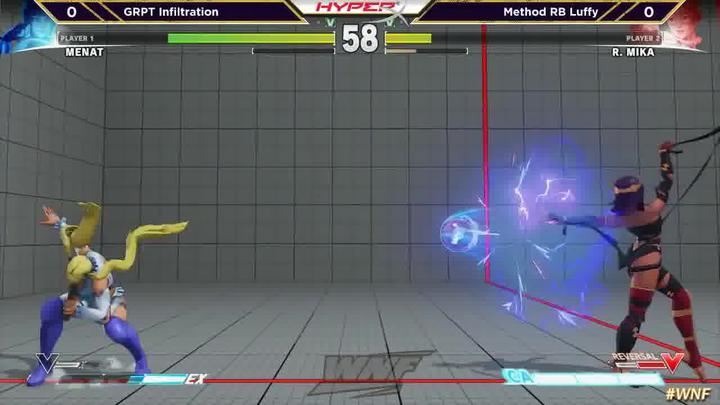 0 GRPT Infiltration HYPER Method RB Luffy 0
PLAYER 1 58 PLAYER 2
MENAT R. MIKA
REVERSAL
V V
EX CA
WNF
#WNF